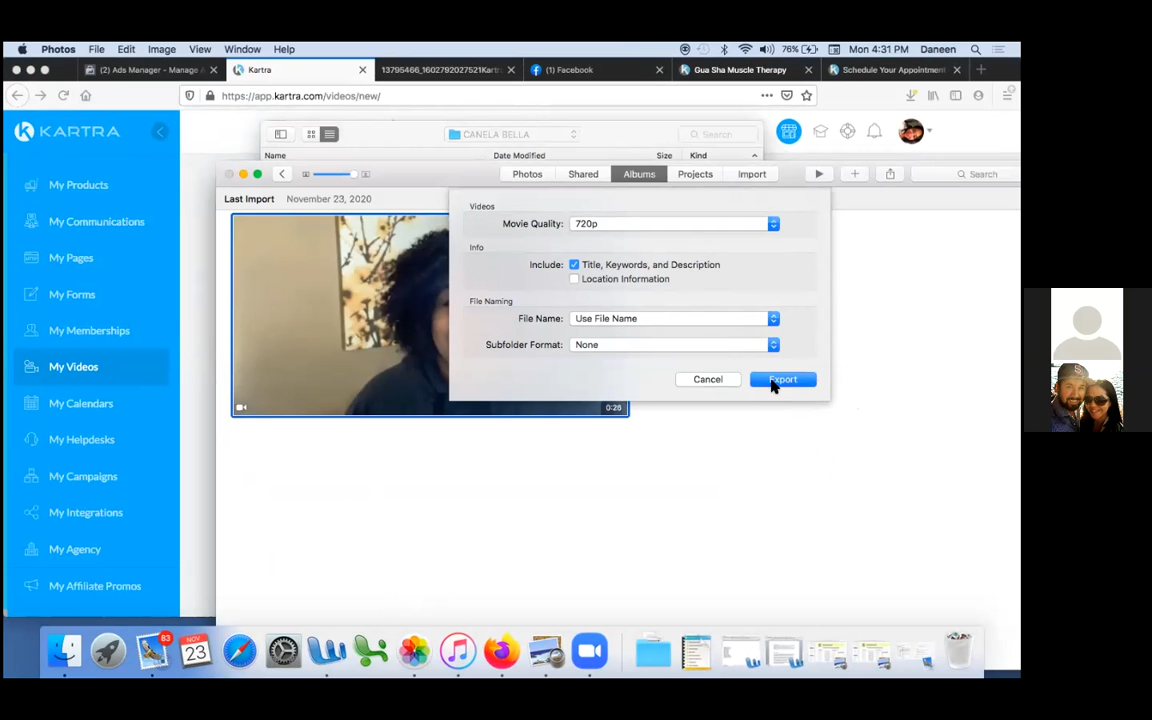 Photos File Edit Image View Window Help 76% Mon 4:31 PM Daneen
(2) Ads Manager - Manage A Kartra 13795466_1602792027521Kartr (1) Facebook Gua Sha Muscle Therapy Schedule Your Appointment
https://app.kartra.com/videos/new/
KARTRA
CANELA BELLA Search
Name Date Modified Size Kind
Photos Shared Albums Projects Import Search
My Products
Last Import November 23, 2020
Videos
My Communications
Movie Quality: 720p
Info
My Pages
Include: Title, Keywords, and Description
Location Information
My Forms
File Naming
File Name: Use File Name
My Memberships
Subfolder Format: None
My Videos
Cancel Export
My Calendars
0:26
My Helpdesks
My Campaigns
My Integrations
My Agency
My Affiliate Promos
83
NOV
23